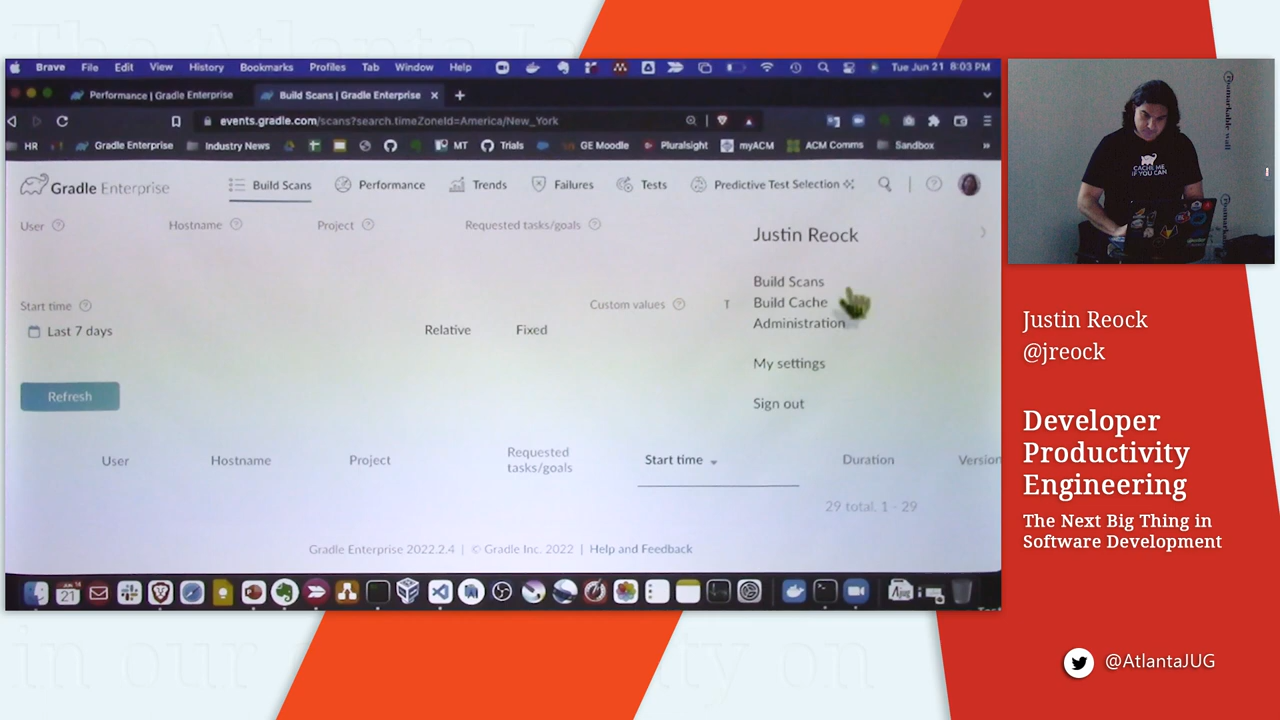 Brave File Edit View History Bookmarks Profiles Tab Window Help Tue Jun 21 8:03 PM
Performance | Gradle Enterprise Build Scans | Gradle Enterprise
events.gradle.com/scans?search.timeZoneId=America/New_York
HR Gradle Enterprise Industry News MT Trials GE Moodle Pluralsight myACM ACM Comms Sandbox
Gradle Enterprise Build Scans Performance Trends Failures Tests Predictive Test Selection
User Hostname Project Requested tasks/goals
Justin Reock
Build Scans
Build Cache
Administration
My settings
Sign out
Start time Custom values T
Last 7 days Relative Fixed
Refresh
User Hostname Project Requested tasks/goals Start time Duration Version
29 total, 1 - 29
Gradle Enterprise 2022.2.4 | © Gradle Inc. 2022 | Help and Feedback
21
CACHE ME
IF YOU CAN
Justin Reock
@jreock
Developer
Productivity
Engineering
The Next Big Thing in
Software Development
@AtlantaJUG